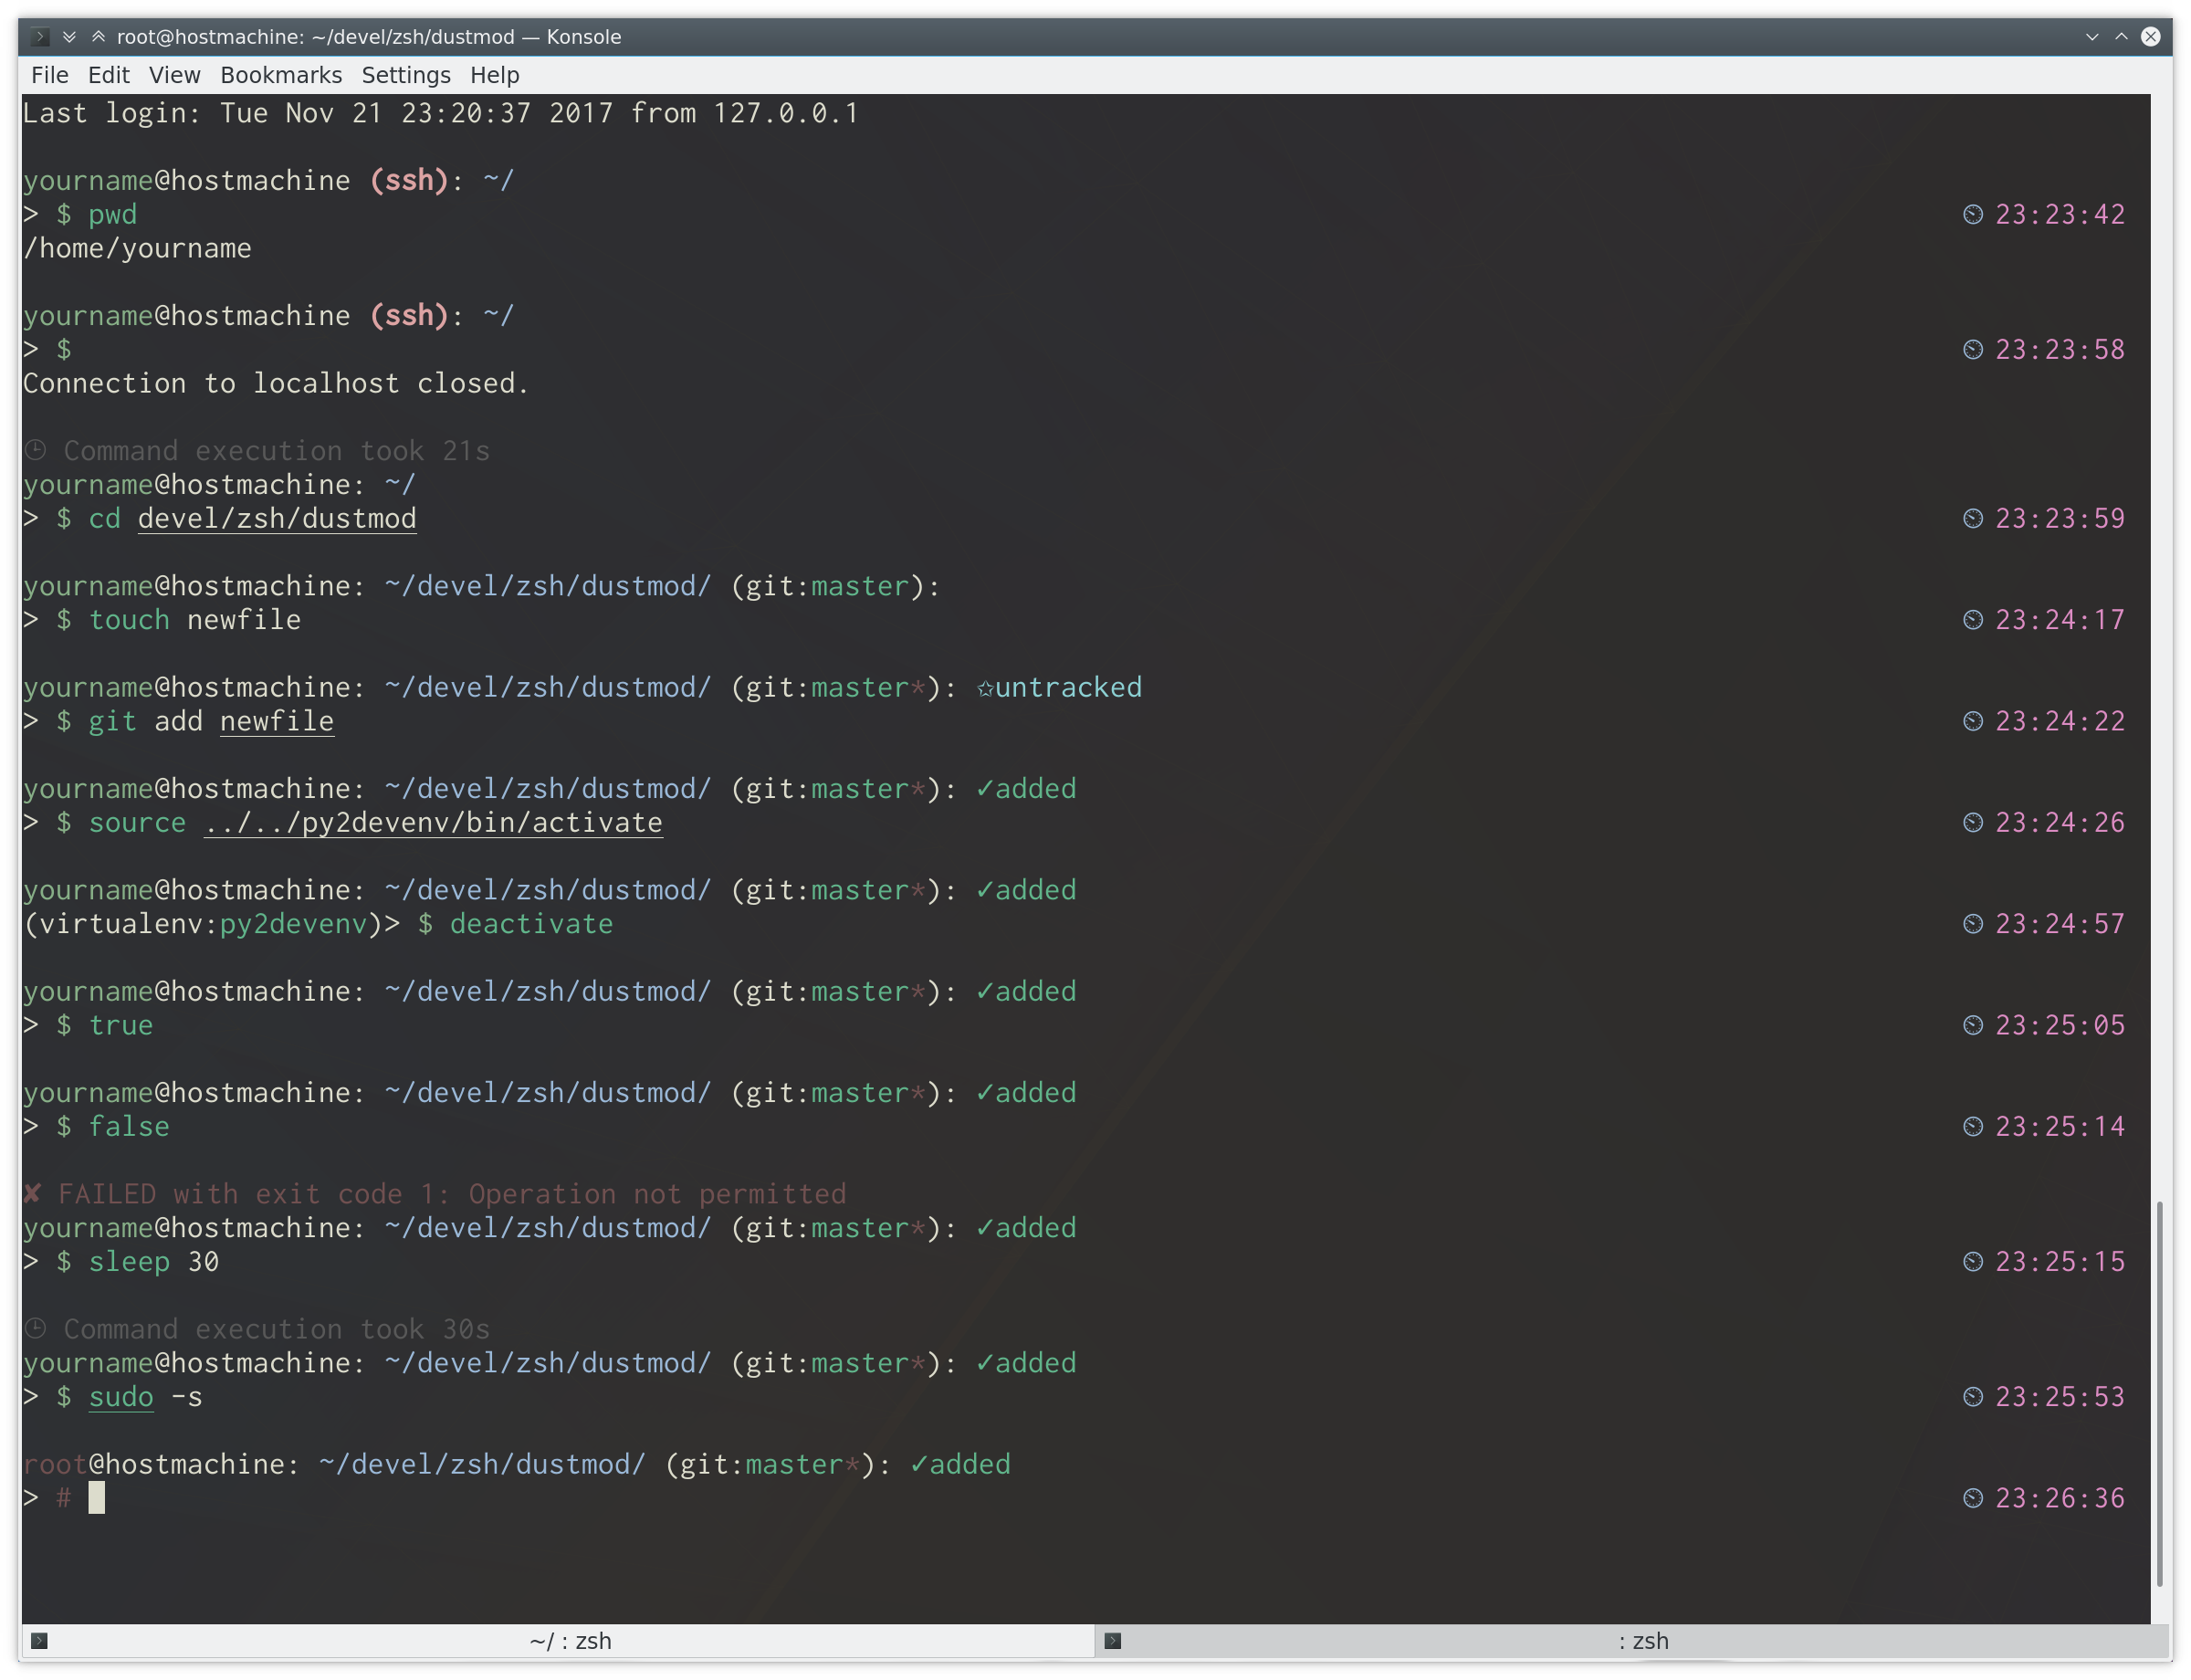 root@hostmachine: ~/devel/zsh/dustmod — Konsole
File Edit View Bookmarks Settings Help
Last login: Tue Nov 21 23:20:37 2017 from 127.0.0.1
yourname@hostmachine (ssh): ~/
> $ pwd 23:23:42
/home/yourname
yourname@hostmachine (ssh): ~/
> $ 23:23:58
Connection to localhost closed.
Command execution took 21s
yourname@hostmachine: ~/
> $ cd devel/zsh/dustmod 23:23:59
yourname@hostmachine: ~/devel/zsh/dustmod/ (git:master):
> $ touch newfile 23:24:17
yourname@hostmachine: ~/devel/zsh/dustmod/ (git:master*): ✩untracked
> $ git add newfile 23:24:22
yourname@hostmachine: ~/devel/zsh/dustmod/ (git:master*): ✓added
> $ source ../../py2devenv/bin/activate 23:24:26
yourname@hostmachine: ~/devel/zsh/dustmod/ (git:master*): ✓added
(virtualenv:py2devenv)> $ deactivate 23:24:57
yourname@hostmachine: ~/devel/zsh/dustmod/ (git:master*): ✓added
> $ true 23:25:05
yourname@hostmachine: ~/devel/zsh/dustmod/ (git:master*): ✓added
> $ false 23:25:14
✘ FAILED with exit code 1: Operation not permitted
yourname@hostmachine: ~/devel/zsh/dustmod/ (git:master*): ✓added
> $ sleep 30 23:25:15
Command execution took 30s
yourname@hostmachine: ~/devel/zsh/dustmod/ (git:master*): ✓added
> $ sudo -s 23:25:53
root@hostmachine: ~/devel/zsh/dustmod/ (git:master*): ✓added
> # 23:26:36
~/ : zsh
: zsh